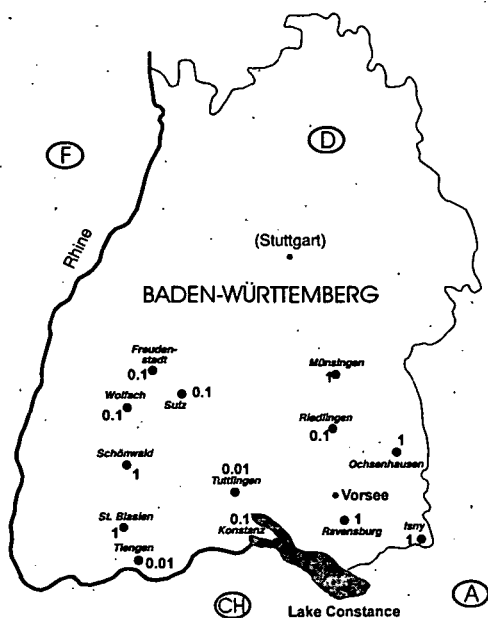 D
F
(Stuttgart)
Rhine
BADEN-WÜRTTEMBERG
Freuden-
stadt
0.1
Münsingen
1
Wolfach
0.1
0.1
Sulz
Riedlingen
0.1
1
Ochsenhausen
Schönwald
1
0.01
Tuttlingen
Vorsee
St. Blasien
1
0.1
Konstanz
1
Ravensburg
Isny
1
Tiengen
0.01
CH
A
Lake Constance